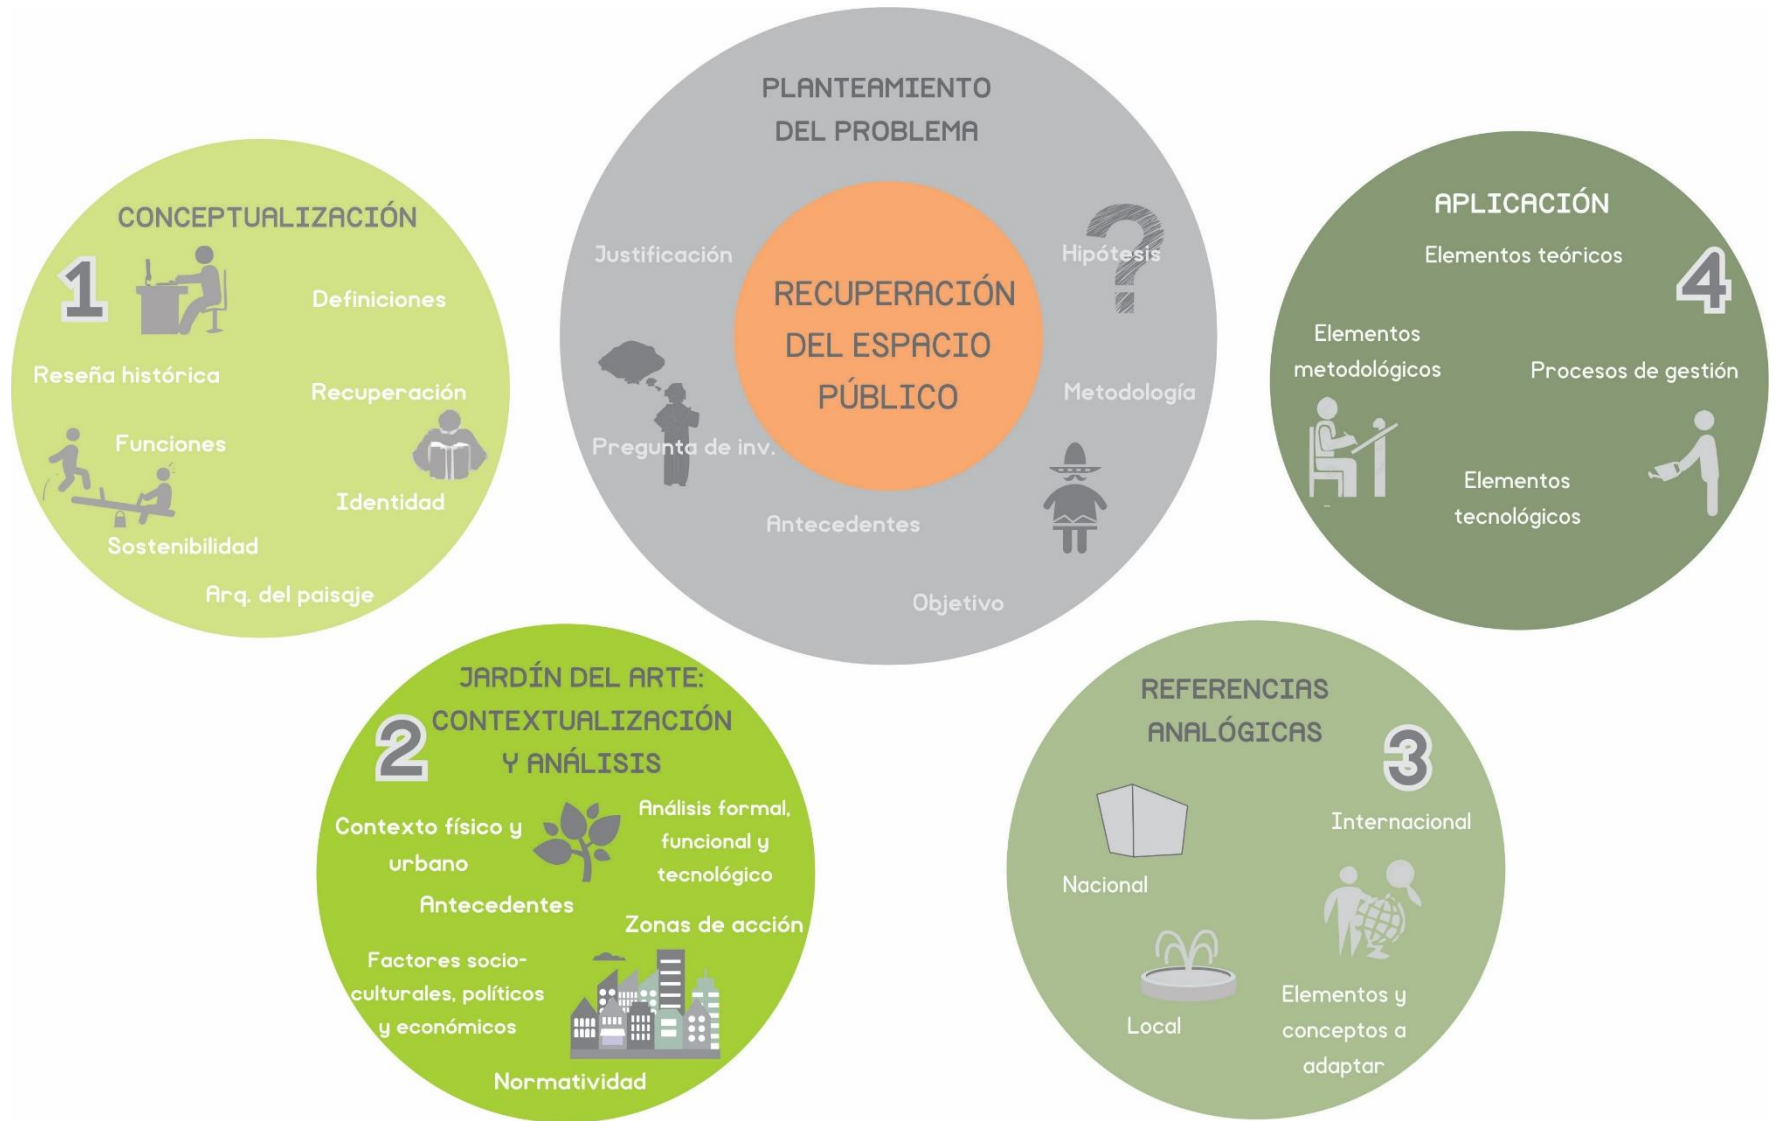 PLANTEAMIENTO
DEL PROBLEMA
Justificación
Hipótesis
RECUPERACIÓN
DEL ESPACIO
PÚBLICO
Metodología
Pregunta de inv.
Antecedentes
Objetivo
CONCEPTUALIZACIÓN
1
Definiciones
Reseña histórica
Recuperación
Funciones
Identidad
Sostenibilidad
Arq. del paisaje
JARDÍN DEL ARTE:
CONTEXTUALIZACIÓN
Y ANÁLISIS
2
Contexto físico y
urbano
Análisis formal,
funcional y
tecnológico
Antecedentes
Zonas de acción
Factores socio-
culturales, políticos
y económicos
Normatividad
REFERENCIAS
ANALÓGICAS
3
Internacional
Nacional
Local
Elementos y
conceptos a
adaptar
APLICACIÓN
4
Elementos teóricos
Elementos
metodológicos
Procesos de gestión
Elementos
tecnológicos